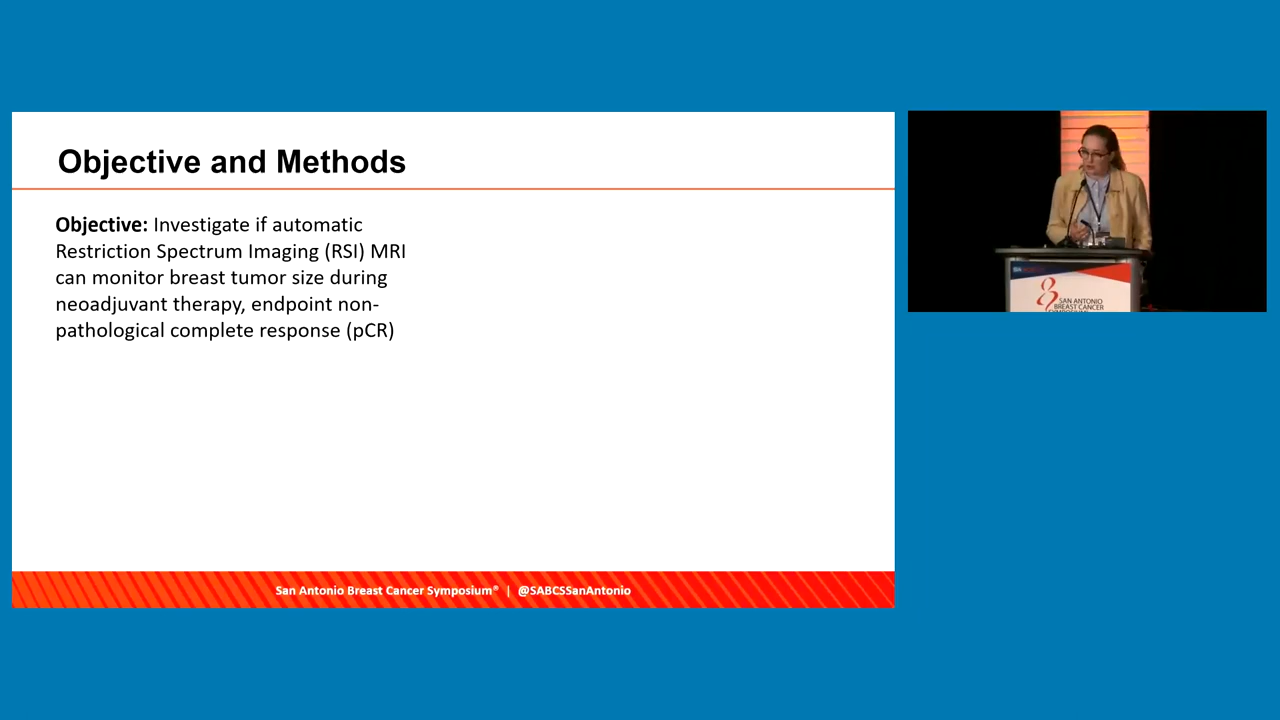 Objective and Methods
Objective: Investigate if automatic
Restriction Spectrum Imaging (RSI) MRI
can monitor breast tumor size during
neoadjuvant therapy, endpoint non-
pathological complete response (pCR)
San Antonio Breast Cancer Symposium® | @SABCSSanAntonio
SAN ANTONIO
BREAST CANCER
SYMPOSIUM